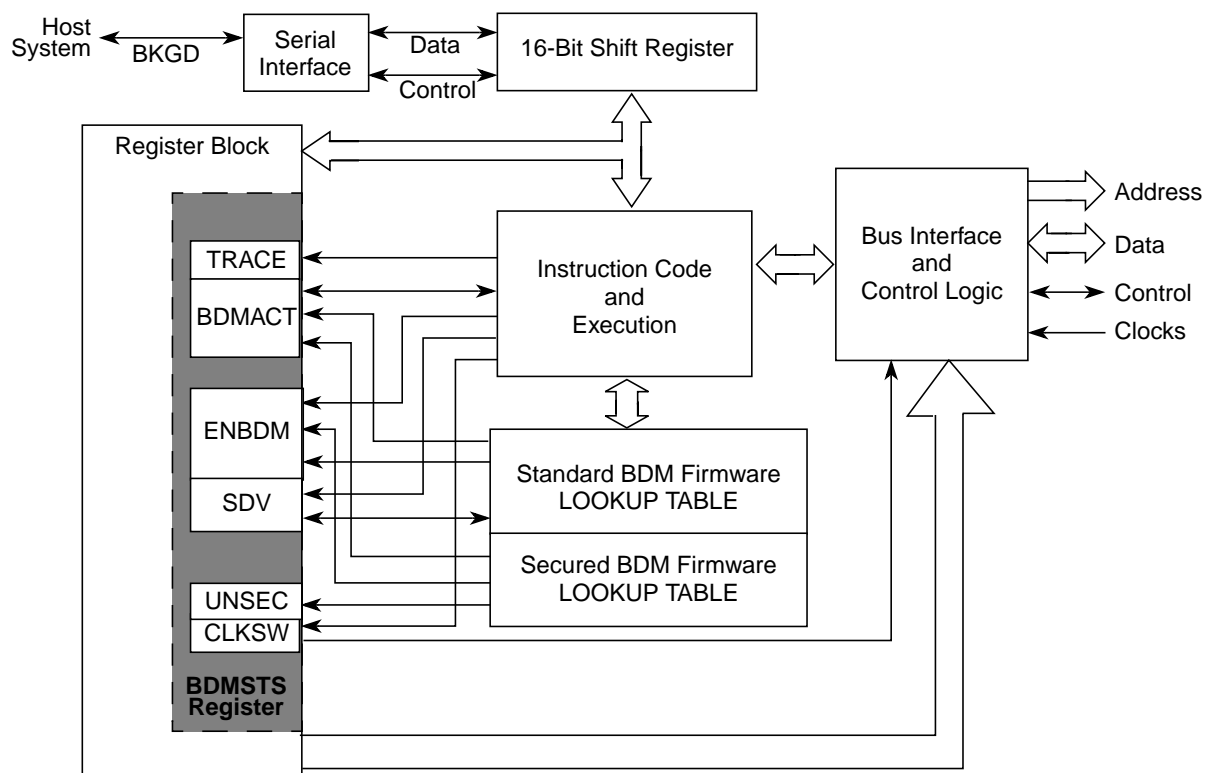 Host
System
BKGD
Serial
Interface
Data
Control
16-Bit Shift Register
Register Block
TRACE
BDMACT
ENBDM
SDV
UNSEC
CLKSW
BDMSTS
Register
Instruction Code
and
Execution
Standard BDM Firmware
LOOKUP TABLE
Secured BDM Firmware
LOOKUP TABLE
Bus Interface
and
Control Logic
Address
Data
Control
Clocks